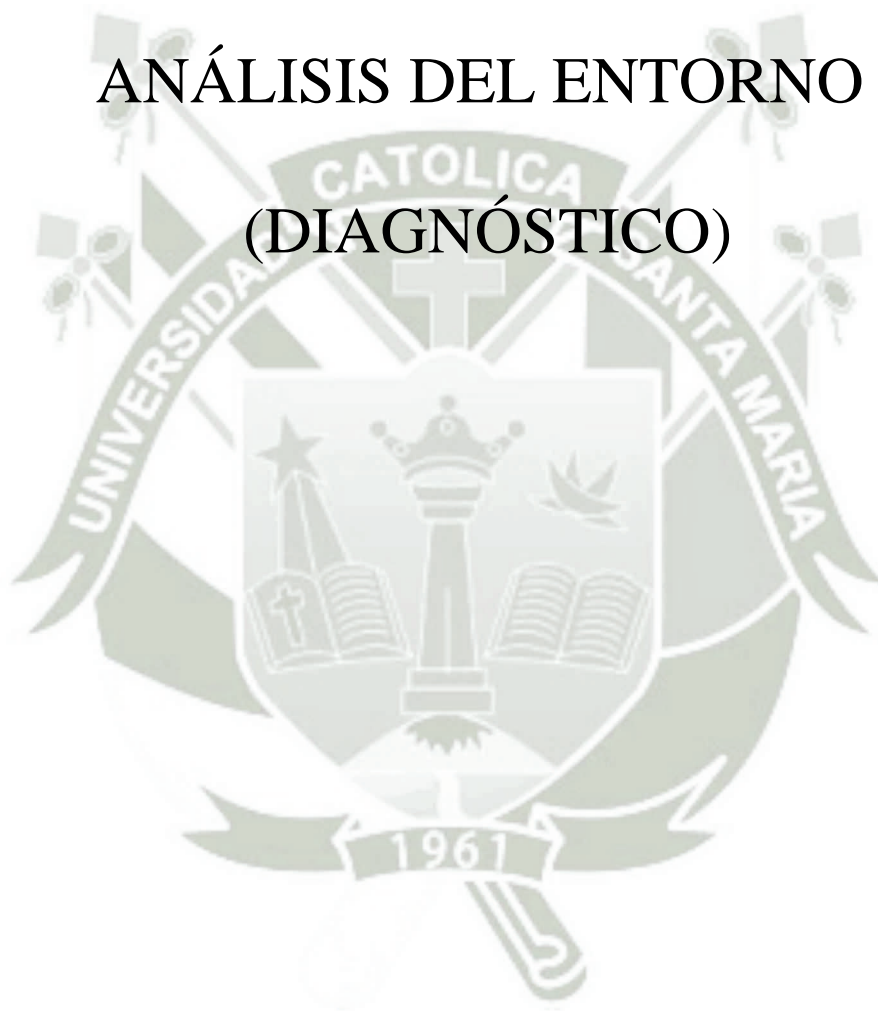 ANÁLISIS DEL ENTORNO
(DIAGNÓSTICO)
UNIVERSIDAD CATOLICA SANTA MARIA
1961